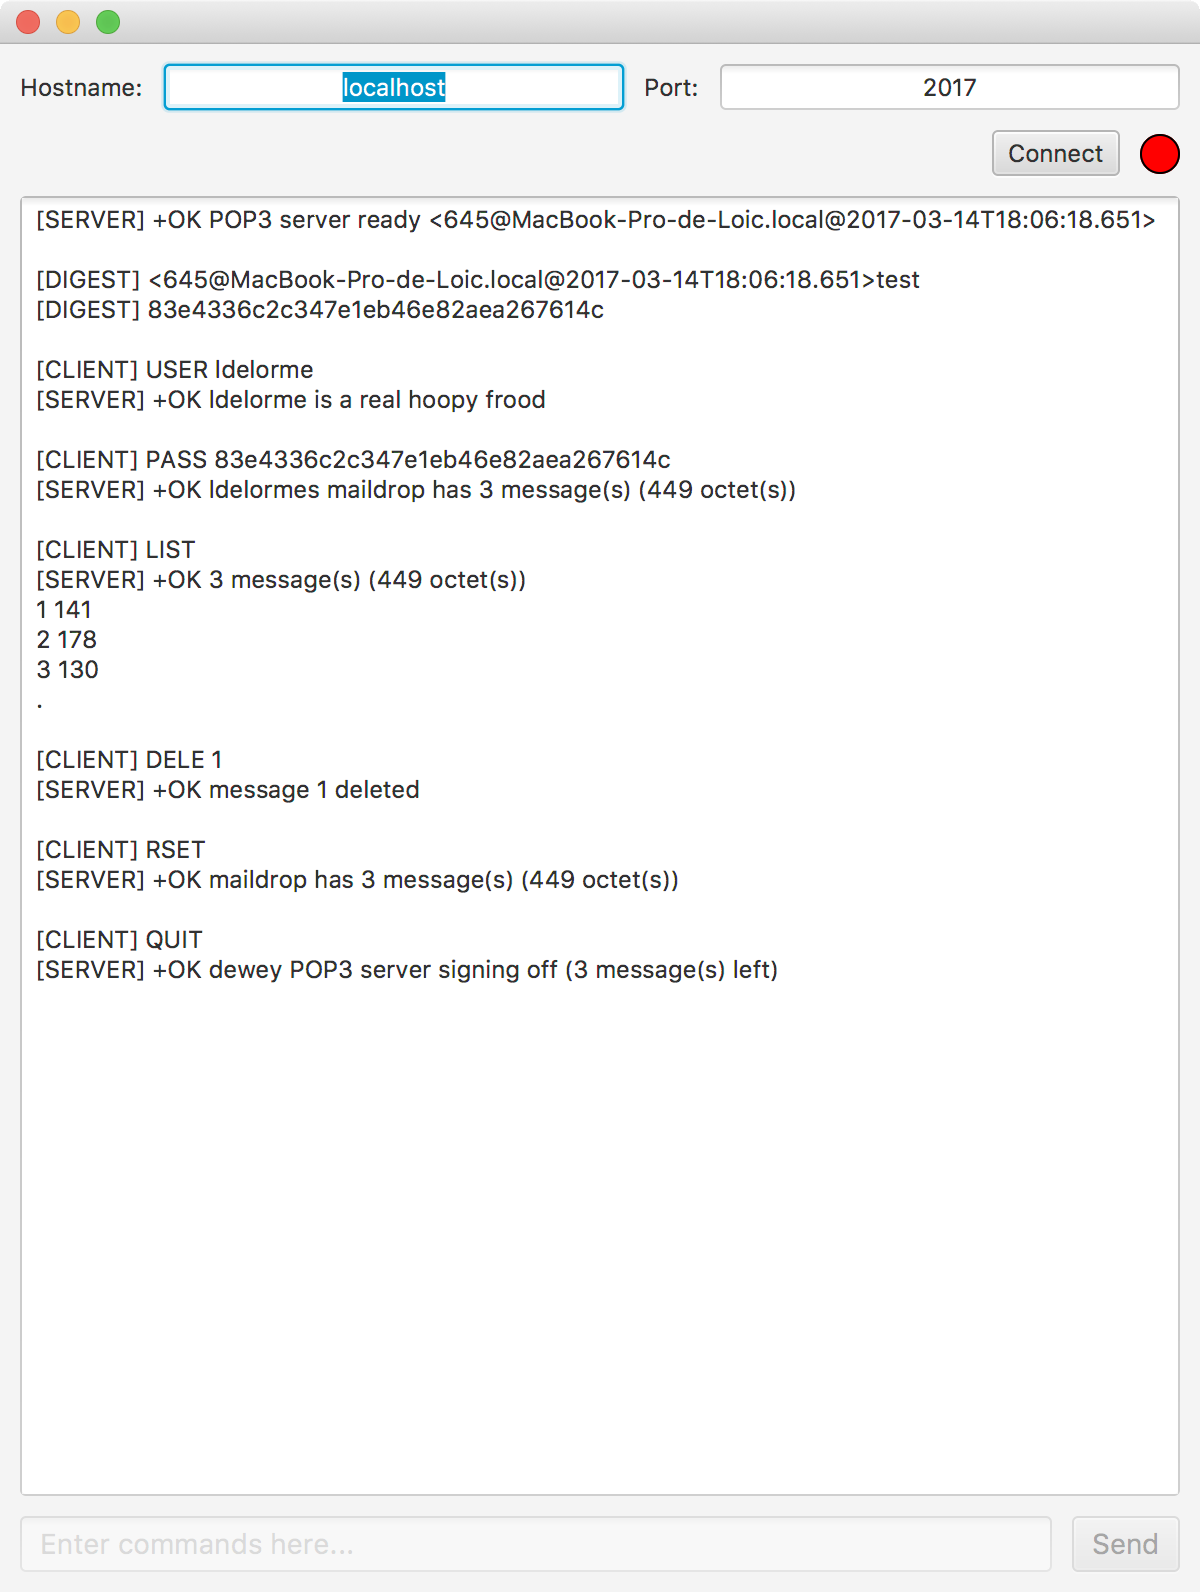 Hostname: localhost Port: 2017
Connect
[SERVER] +OK POP3 server ready <645@MacBook-Pro-de-Loic.local@2017-03-14T18:06:18.651>
[DIGEST] <645@MacBook-Pro-de-Loic.local@2017-03-14T18:06:18.651>test
[DIGEST] 83e4336c2c347e1eb46e82aea267614c
[CLIENT] USER ldelorme
[SERVER] +OK ldelorme is a real hoopy frood
[CLIENT] PASS 83e4336c2c347e1eb46e82aea267614c
[SERVER] +OK ldelormes maildrop has 3 message(s) (449 octet(s))
[CLIENT] LIST
[SERVER] +OK 3 message(s) (449 octet(s))
1 141
2 178
3 130
.
[CLIENT] DELE 1
[SERVER] +OK message 1 deleted
[CLIENT] RSET
[SERVER] +OK maildrop has 3 message(s) (449 octet(s))
[CLIENT] QUIT
[SERVER] +OK dewey POP3 server signing off (3 message(s) left)
Enter commands here... Send